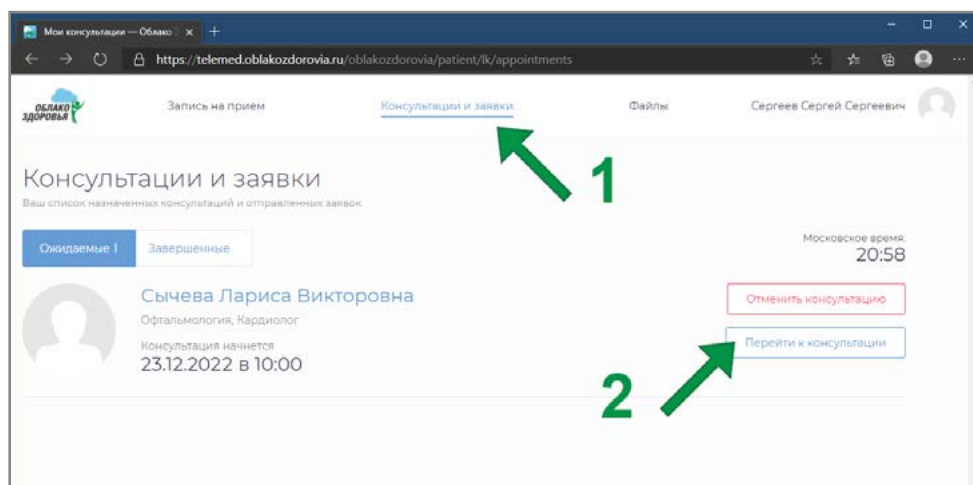 Мои консультации — Облако З
https://telemed.oblakozdorovia.ru/oblakozdorovia/patient/lk/appointments
ОБЛАКО
ЗДОРОВЬЯ
Запись на прием
Консультации и заявки
Файлы
Сергеев Сергей Сергеевич
1
Консультации и заявки
Ваш список назначенных консультаций и отправленных заявок
Ожидаемые 1
Завершенные
Московское время:
20:58
Сычева Лариса Викторовна
Отменить консультацию
Офтальмология, Кардиолог
Консультация начнется
Перейти к консультации
23.12.2022 в 10:00
2